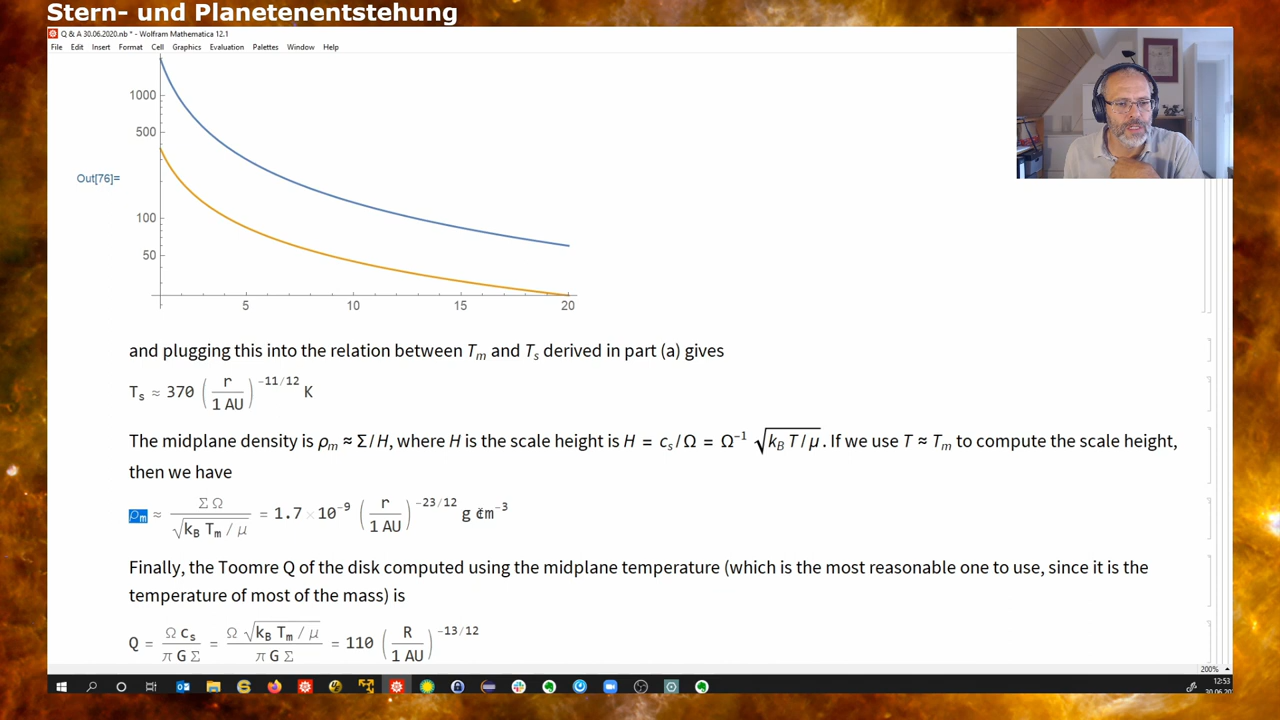 Stern- und Planetenentstehung
Q & A 30.06.2020.nb * - Wolfram Mathematica 12.1
File Edit Insert Format Cell Graphics Evaluation Palettes Window Help
1000
500
Out[76]=
100
50
5 10 15 20
and plugging this into the relation between Tm and Ts derived in part (a) gives
Ts ≈ 370 (r / 1 AU)^-11/12 K
The midplane density is ρm ≈ Σ/H, where H is the scale height is H = cs/Ω = Ω^-1 √(kB T/μ). If we use T ≈ Tm to compute the scale height,
then we have
ρm ≈ Σ Ω / √(kB Tm / μ) = 1.7 × 10^-9 (r / 1 AU)^-23/12 g cm^-3
Finally, the Toomre Q of the disk computed using the midplane temperature (which is the most reasonable one to use, since it is the
temperature of most of the mass) is
Q = Ω cs / π G Σ = Ω √(kB Tm / μ) / π G Σ = 110 (R / 1 AU)^-13/12
200%
12:53
30.06.20